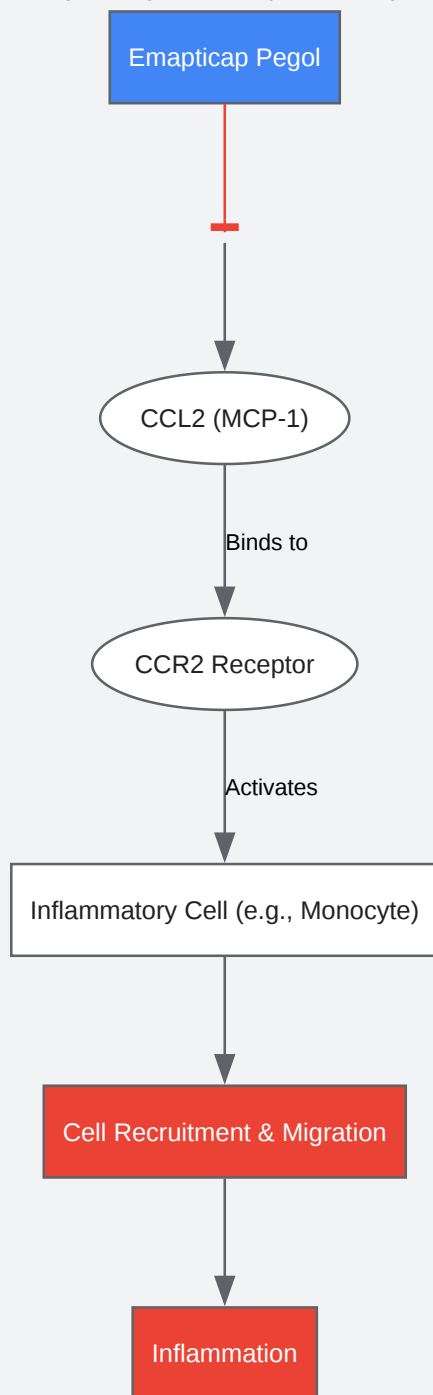 Emapticap Pegol
CCL2 (MCP-1)
Binds to
CCR2 Receptor
Activates
Inflammatory Cell (e.g., Monocyte)
Cell Recruitment & Migration
Inflammation